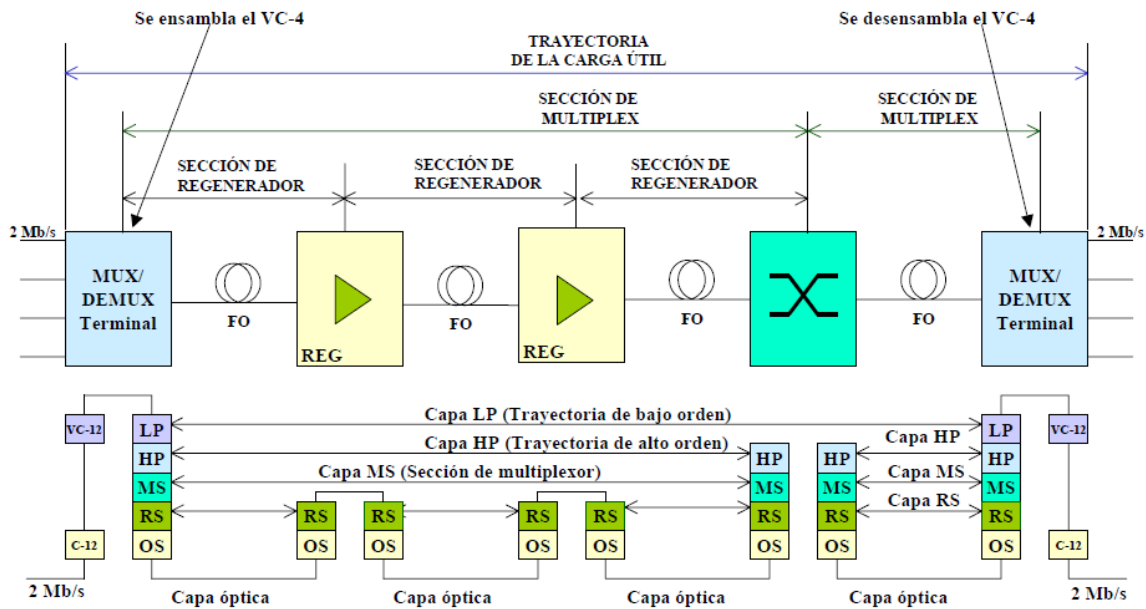 Se ensambla el VC-4
Se desensambla el VC-4
TRAYECTORIA
DE LA CARGA ÚTIL
SECCIÓN DE
MULTIPLEX
SECCIÓN DE
MULTIPLEX
SECCIÓN DE
REGENERADOR
SECCIÓN DE
REGENERADOR
SECCIÓN DE
REGENERADOR
2 Mb/s
2 Mb/s
MUX/
DEMUX
Terminal
FO
REG
FO
REG
FO
FO
MUX/
DEMUX
Terminal
VC-12
LP
Capa LP (Trayectoria de bajo orden)
LP
VC-12
HP
Capa HP (Trayectoria de alto orden)
HP
HP
Capa HP
HP
MS
Capa MS (Sección de multiplexor)
MS
MS
Capa MS
MS
RS
RS
RS
RS
RS
RS
RS
Capa RS
RS
C-12
OS
OS
OS
OS
OS
OS
OS
OS
C-12
2 Mb/s
Capa óptica
Capa óptica
Capa óptica
Capa óptica
2 Mb/s